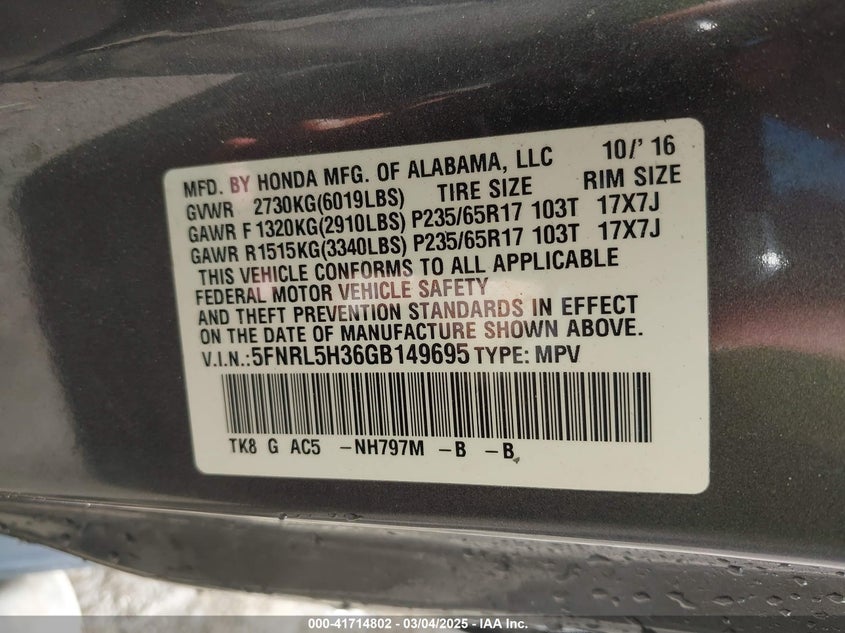 MFD. BY HONDA MFG. OF ALABAMA, LLC 10/' 16
GVWR 2730KG(6019LBS) TIRE SIZE RIM SIZE
GAWR F 1320KG(2910LBS) P235/65R17 103T 17X7J
GAWR R1515KG(3340LBS) P235/65R17 103T 17X7J
THIS VEHICLE CONFORMS TO ALL APPLICABLE
FEDERAL MOTOR VEHICLE SAFETY
AND THEFT PREVENTION STANDARDS IN EFFECT
ON THE DATE OF MANUFACTURE SHOWN ABOVE.
V.I.N.:5FNRL5H36GB149695 TYPE: MPV
TK8 G AC5 -NH797M -B -B
000-41714802 - 03/04/2025 - IAA Inc.